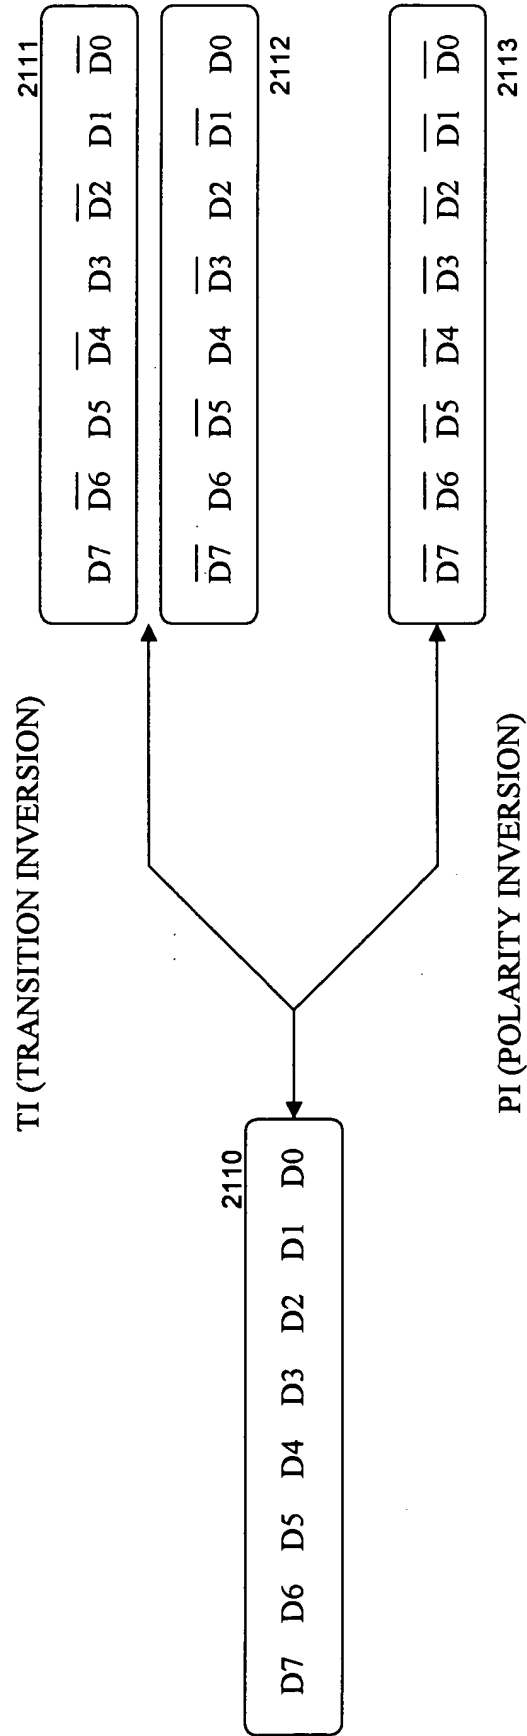 TI (TRANSITION INVERSION)
2111
D7 D̅6̅ D5 D̅4̅ D3 D̅2̅ D1 D̅0̅
D̅7̅ D6 D̅5̅ D4 D̅3̅ D2 D̅1̅ D0
2112
2110
D7 D6 D5 D4 D3 D2 D1 D0
D̅7̅ D̅6̅ D̅5̅ D̅4̅ D̅3̅ D̅2̅ D̅1̅ D̅0̅
2113
PI (POLARITY INVERSION)